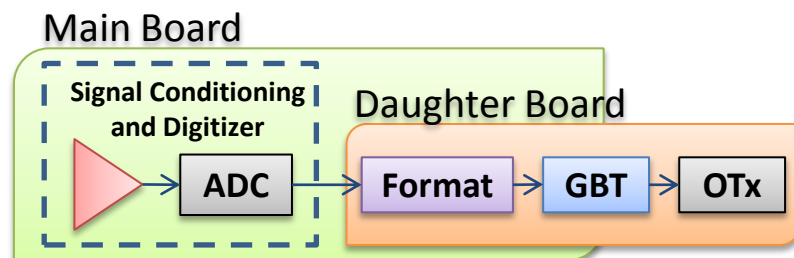 Main Board
Signal Conditioning
and Digitizer
Daughter Board
ADC
Format
GBT
OTx